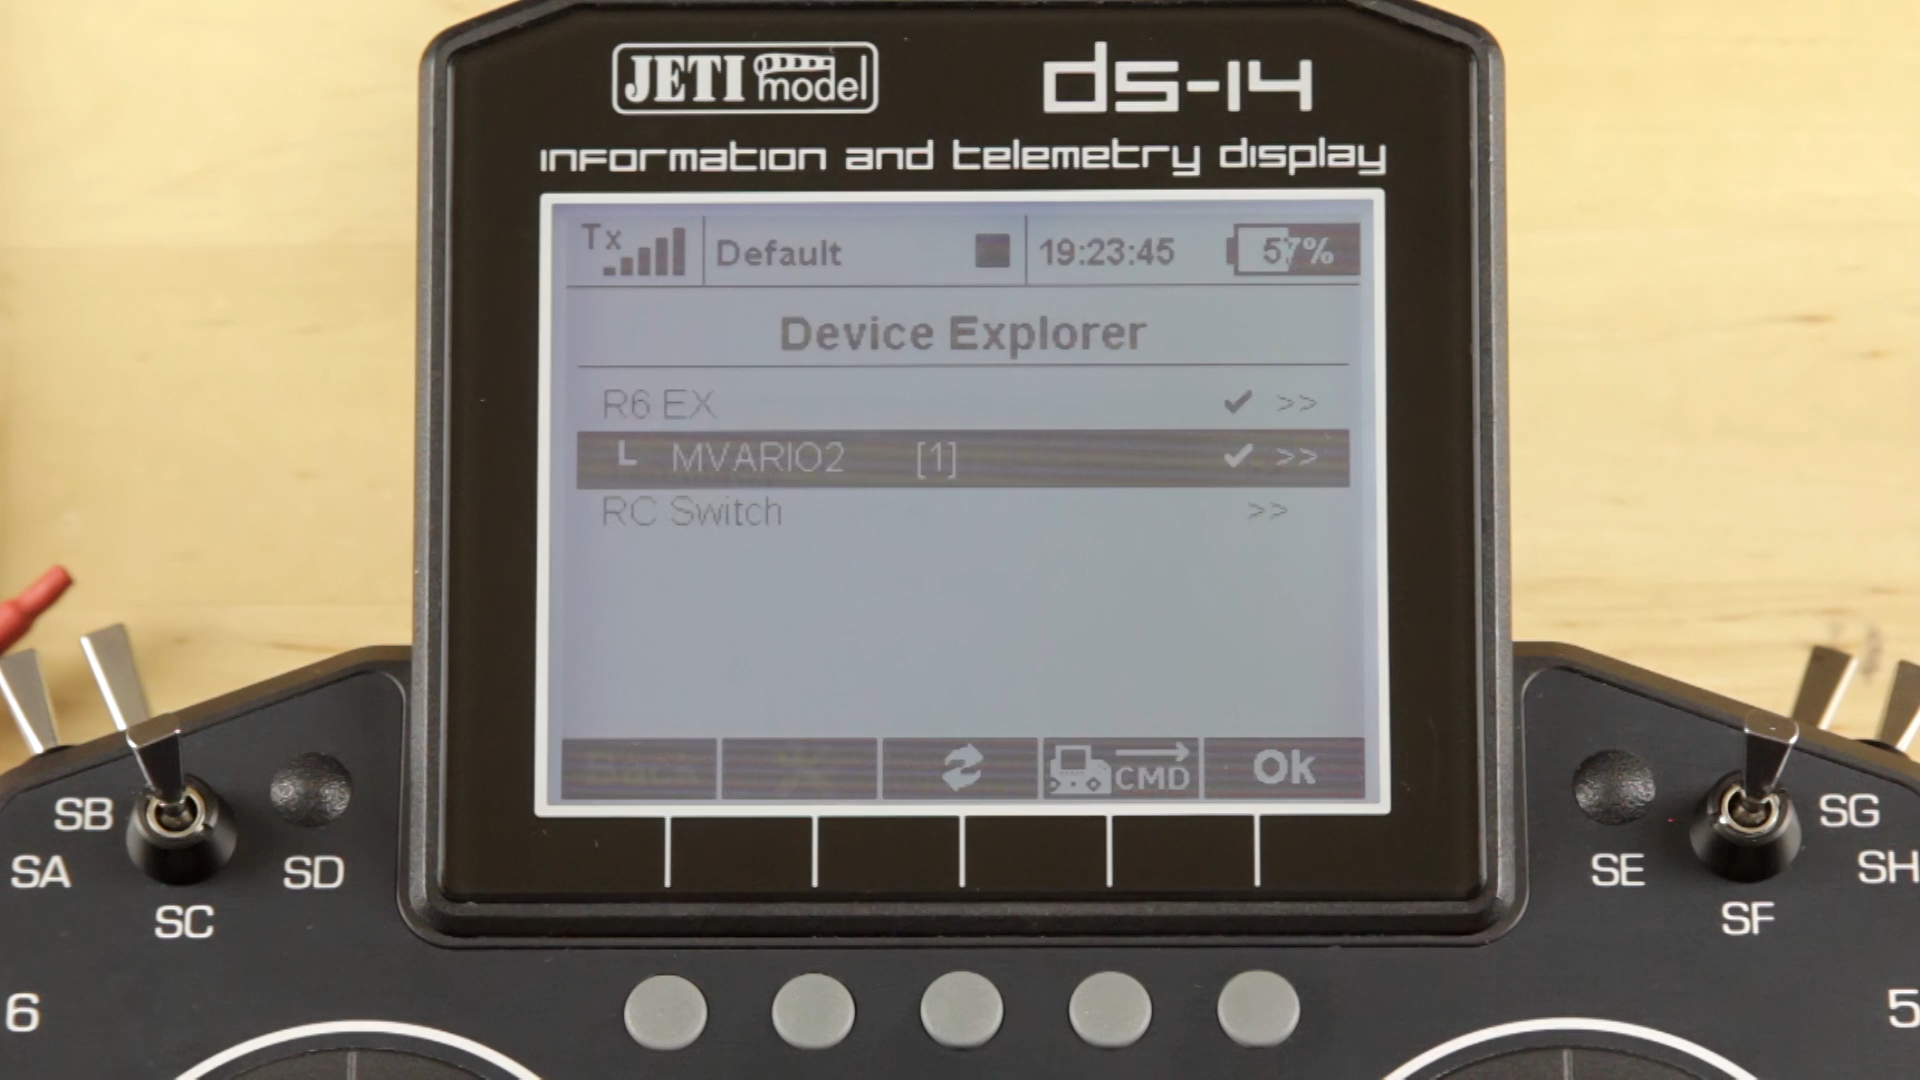 JETI model ds-14
information and telemetry display
Tx Default 19:23:45 57%
Device Explorer
R6 EX ✔ >>
MVARIO2 [1] ✔ >>
RC Switch >>
CMD Ok
SB SG
SA SD SE SH
SC SF
6 5